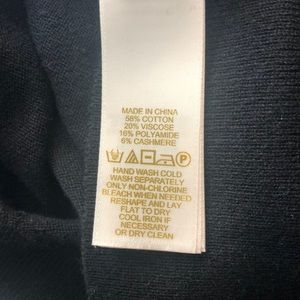 MADE IN CHINA
58% COTTON
20% VISCOSE
16% POLYAMIDE
6% CASHMERE
P
HAND WASH COLD
WASH SEPARATELY
ONLY NON-CHLORINE
BLEACH WHEN NEEDED
RESHAPE AND LAY
FLAT TO DRY
COOL IRON IF
NECESSARY
OR DRY CLEAN